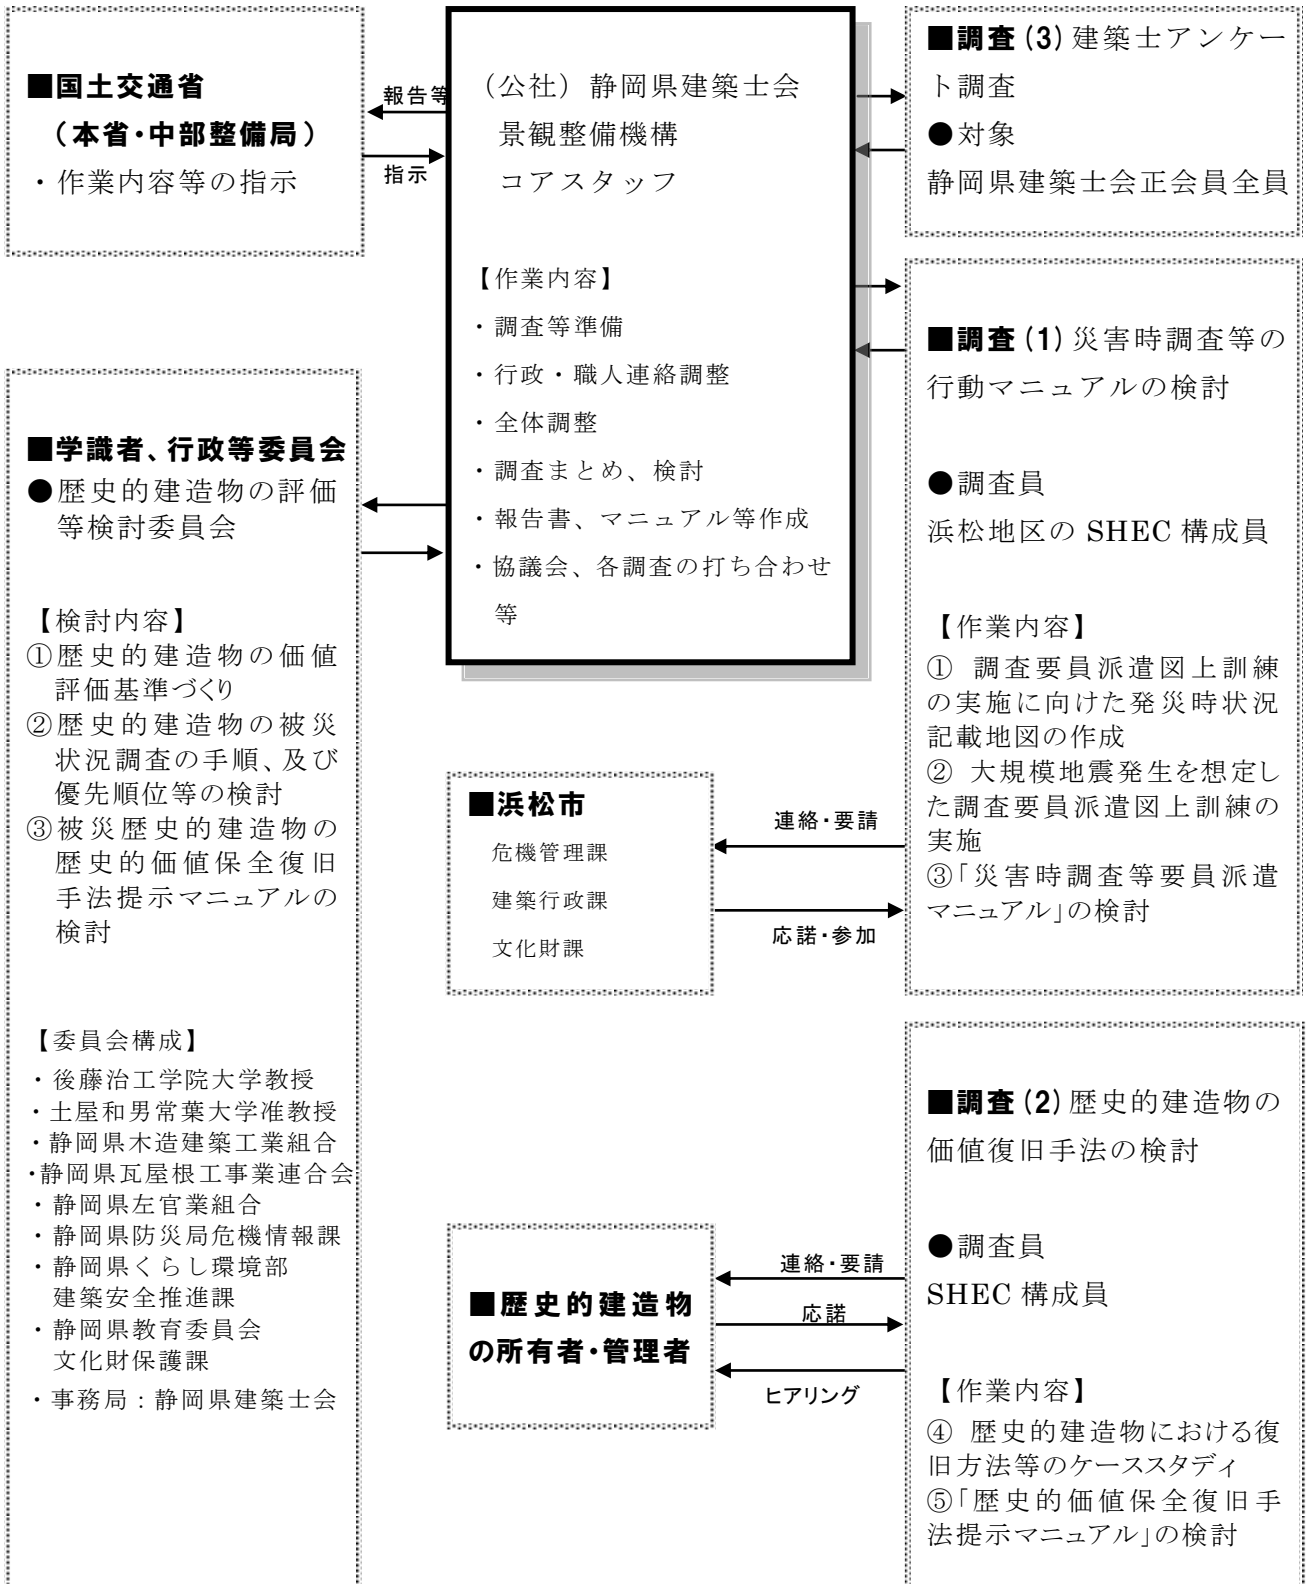 ■国土交通省
（本省・中部整備局）
・作業内容等の指示
報告等
指示
（公社）静岡県建築士会
景観整備機構
コアスタッフ
【作業内容】
・調査等準備
・行政・職人連絡調整
・全体調整
・調査まとめ、検討
・報告書、マニュアル等作成
・協議会、各調査の打ち合わせ
等
■調査(3)建築士アンケー
ト調査
●対象
静岡県建築士会正会員全員
■調査(1)災害時調査等の
行動マニュアルの検討
●調査員
浜松地区の SHEC 構成員
【作業内容】
① 調査要員派遣図上訓練
の実施に向けた発災時状況
記載地図の作成
② 大規模地震発生を想定し
た調査要員派遣図上訓練の
実施
③「災害時調査等要員派遣
マニュアル」の検討
■学識者、行政等委員会
●歴史的建造物の評価
等検討委員会
【検討内容】
①歴史的建造物の価値
評価基準づくり
②歴史的建造物の被災
状況調査の手順、及び
優先順位等の検討
③被災歴史的建造物の
歴史的価値保全復旧
手法提示マニュアルの
検討
【委員会構成】
・後藤治工学院大学教授
・土屋和男常葉大学准教授
・静岡県木造建築工業組合
・静岡県瓦屋根工事業連合会
・静岡県左官業組合
・静岡県防災局危機情報課
・静岡県くらし環境部
建築安全推進課
・静岡県教育委員会
文化財保護課
・事務局：静岡県建築士会
■浜松市
危機管理課
建築行政課
文化財課
連絡・要請
応諾・参加
■調査(2)歴史的建造物の
価値復旧手法の検討
●調査員
SHEC 構成員
【作業内容】
④ 歴史的建造物における復
旧方法等のケーススタディ
⑤「歴史的価値保全復旧手
法提示マニュアル」の検討
■歴史的建造物
の所有者・管理者
連絡・要請
応諾
ヒアリング